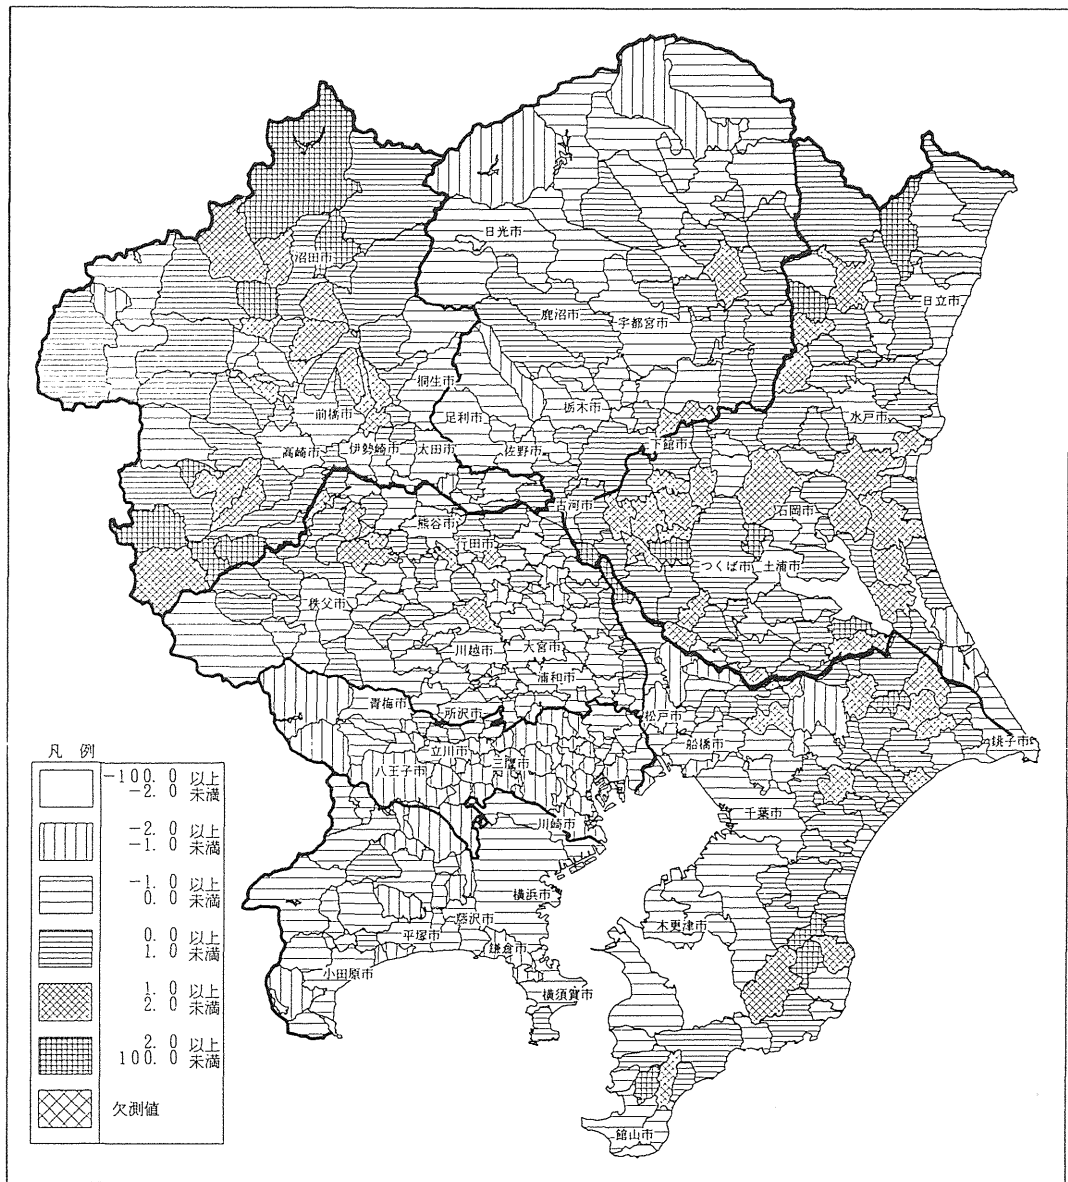 日光市
沼田市
日立市
鹿沼市
宇都宮市
桐生市
前橋市
足利市
栃木市
水戸市
高崎市
伊勢崎市
太田市
佐野市
下館市
古河市
石岡市
熊谷市
行田市
つくば市
土浦市
秩父市
川越市
大宮市
浦和市
青梅市
所沢市
松戸市
船橋市
銚子市
立川市
三鷹市
八王子市
千葉市
川崎市
横浜市
藤沢市
平塚市
鎌倉市
木更津市
小田原市
横須賀市
館山市
凡 例
-100.0 以上
-2.0 未満
-2.0 以上
-1.0 未満
-1.0 以上
0.0 未満
0.0 以上
1.0 未満
1.0 以上
2.0 未満
2.0 以上
100.0 未満
欠測値